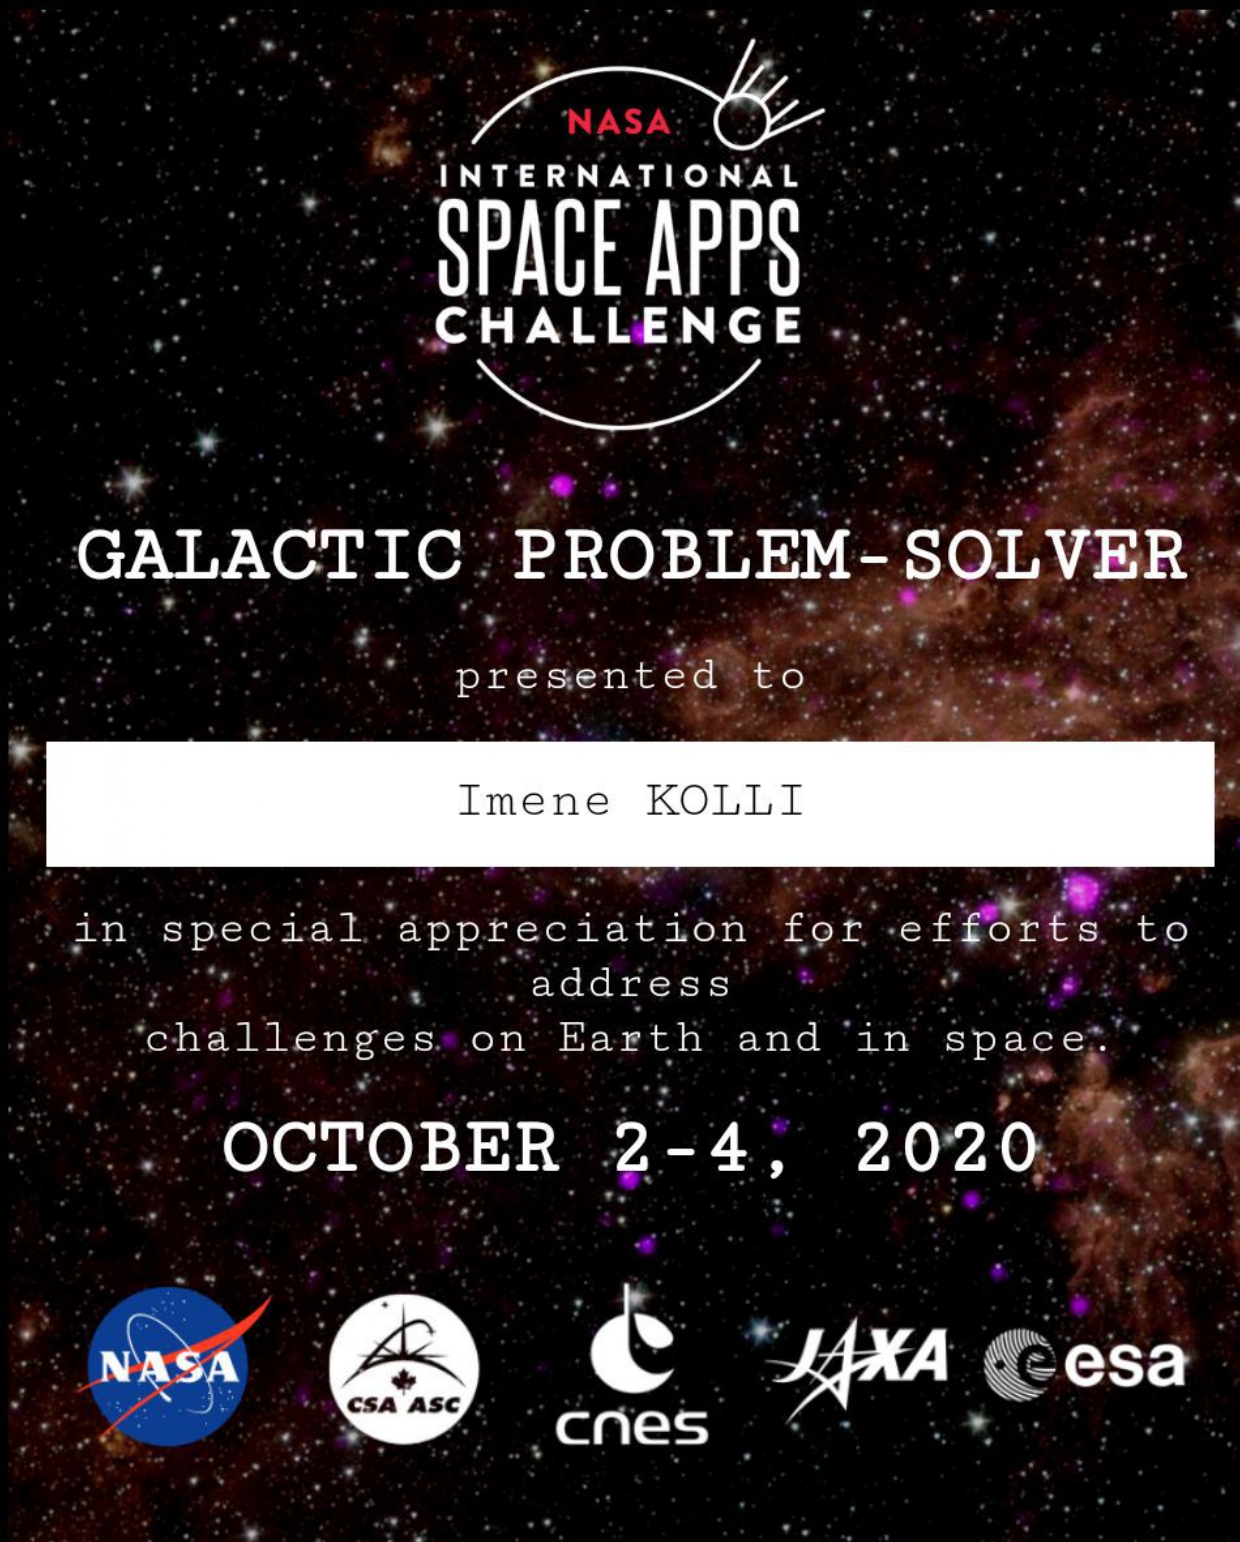 NASA
INTERNATIONAL
SPACE APPS
CHALLENGE
GALACTIC PROBLEM-SOLVER
presented to
Imene KOLLI
in special appreciation for efforts to
address
challenges on Earth and in space.
OCTOBER 2-4, 2020
NASA CSA ASC cnes JAXA esa